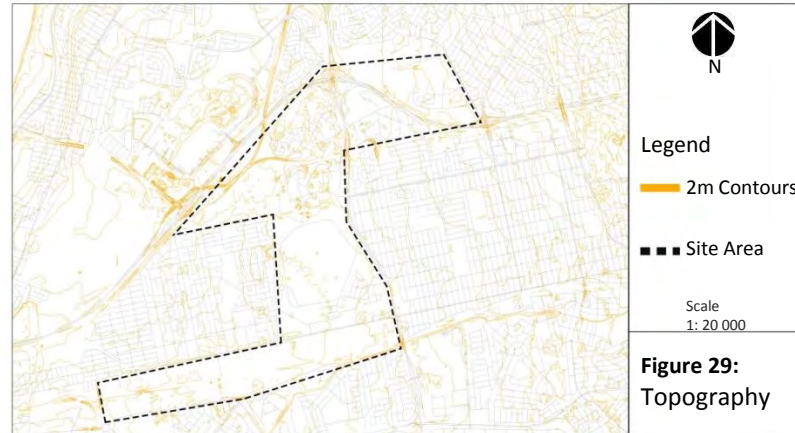 N
Legend
2m Contours
Site Area
Scale
1: 20 000
Figure 29:
Topography